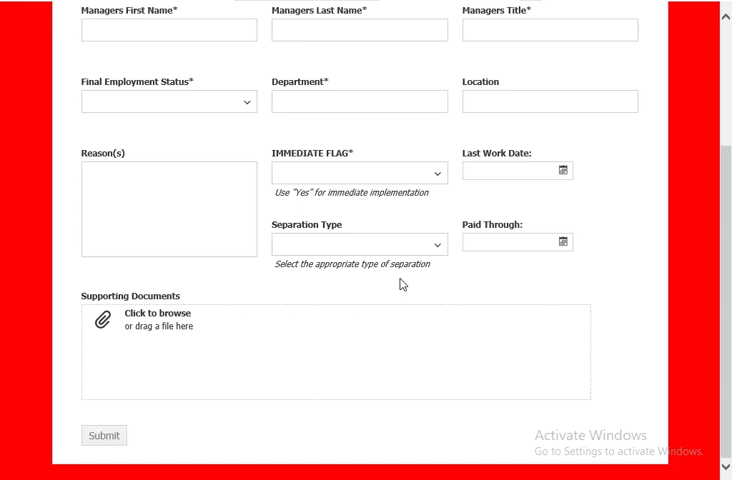 Managers First Name* Managers Last Name* Managers Title*
Final Employment Status* Department* Location
Reason(s) IMMEDIATE FLAG* Last Work Date:
Use "Yes" for immediate implementation
Separation Type Paid Through:
Select the appropriate type of separation
Supporting Documents
Click to browse
or drag a file here
Submit
Activate Windows
Go to Settings to activate Windows.